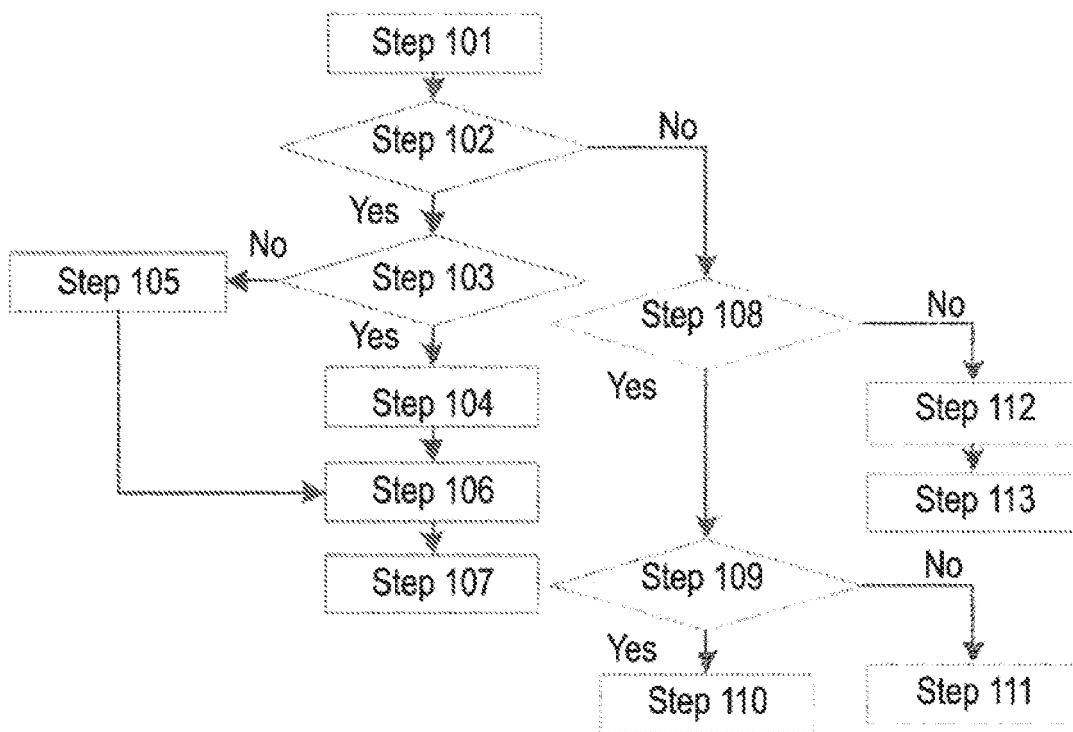 Step 101
Step 102
No
Yes
No
Step 103
Step 105
Step 108
No
Yes
Yes
Step 104
Step 112
Step 106
Step 113
Step 107
Step 109
No
Yes
Step 110
Step 111